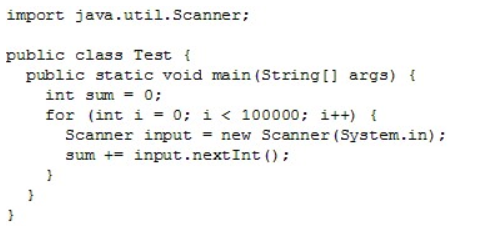 import java.util.Scanner;

public class Test {
  public static void main(String[] args) {
    int sum = 0;
    for (int i = 0; i < 100000; i++) {
      Scanner input = new Scanner(System.in);
      sum += input.nextInt();
    }
  }
}